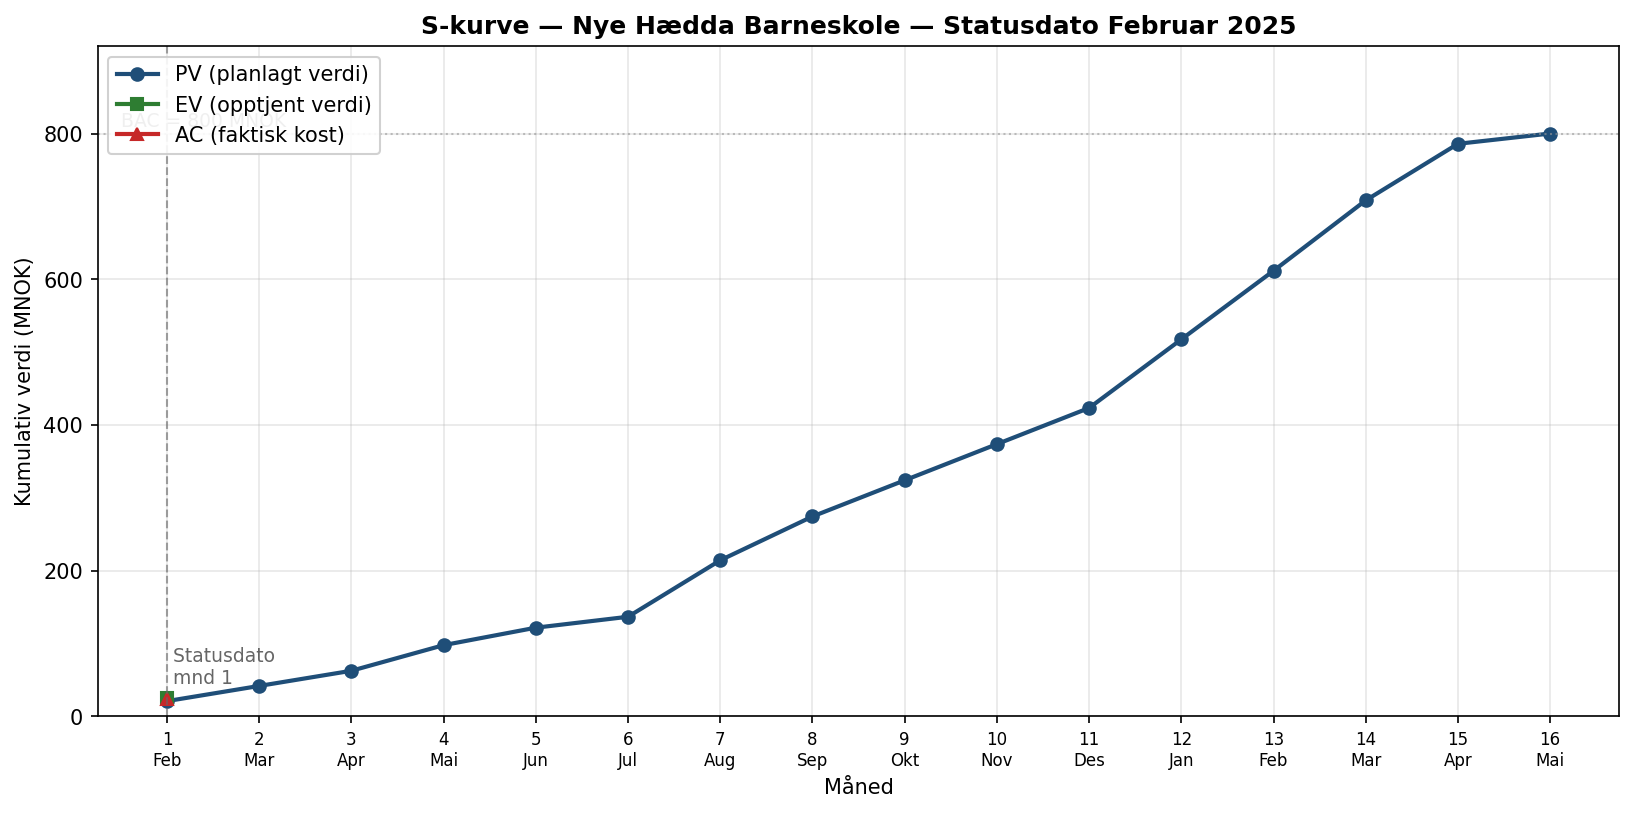 S-kurve — Nye Hædda Barneskole — Statusdato Februar 2025
PV (planlagt verdi)
EV (opptjent verdi)
AC (faktisk kost)
BAC = 800 MNOK
Kumulativ verdi (MNOK)
800
600
400
200
0
Statusdato
mnd 1
1 2 3 4 5 6 7 8 9 10 11 12 13 14 15 16
Feb Mar Apr Mai Jun Jul Aug Sep Okt Nov Des Jan Feb Mar Apr Mai
Måned